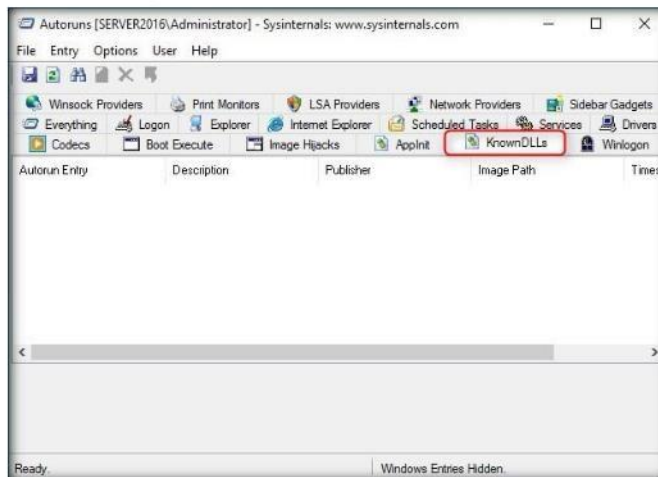 Autoruns [SERVER2016\Administrator] - Sysinternals: www.sysinternals.com
File Entry Options User Help
Winsock Providers Print Monitors LSA Providers Network Providers Sidebar Gadgets
Everything Logon Explorer Internet Explorer Scheduled Tasks Services Drivers
Codecs Boot Execute Image Hijacks AppInit KnownDLLs Winlogon
Autorun Entry Description Publisher Image Path Times
Ready. Windows Entries Hidden.